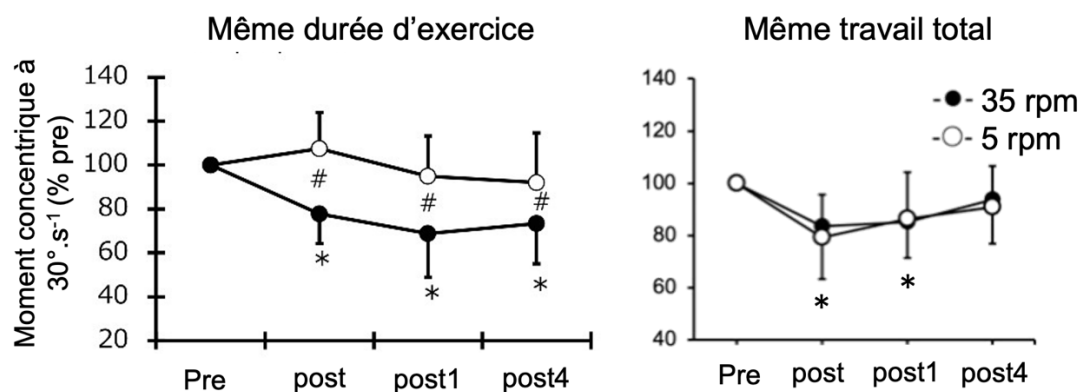 Même durée d’exercice
Moment concentrique à
30°.s⁻¹ (% pre)
140
120
100
80
60
40
20
#
#
#
*
*
*
Pre
post
post1
post4
Même travail total
140
120
100
80
60
40
35 rpm
5 rpm
*
*
Pre
post
post1
post4